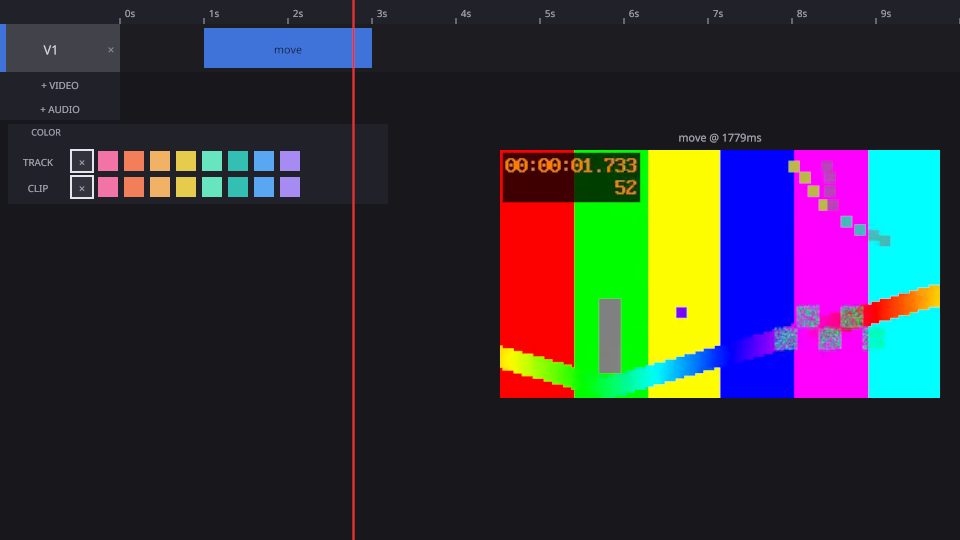 0s 1s 2s 3s 4s 5s 6s 7s 8s 9s
V1 ×
move
+ VIDEO
+ AUDIO
COLOR
TRACK ×
CLIP ×
move @ 1779ms
00:00:01.733
52